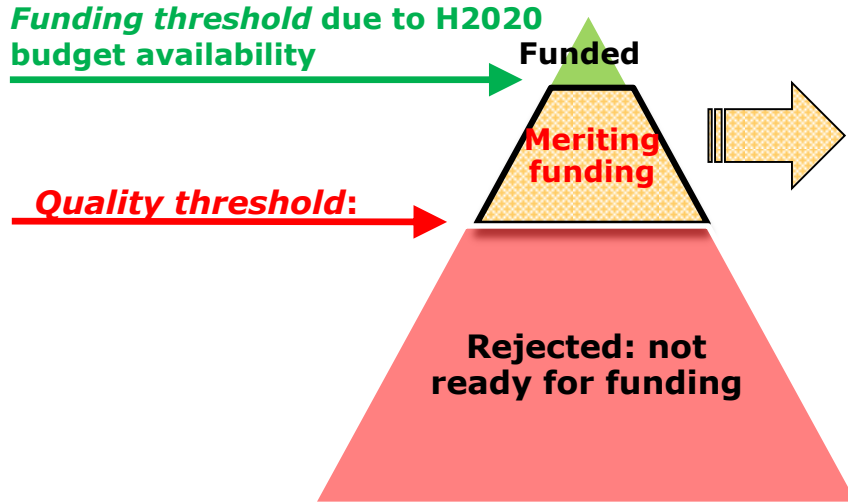 Funding threshold due to H2020
budget availability
Funded
Meriting
funding
Quality threshold:
Rejected: not
ready for funding